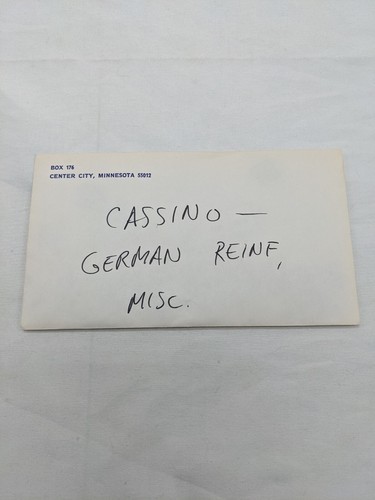 BOX 176
CENTER CITY, MINNESOTA 55012
CASSINO —
GERMAN REINF,
MISC.